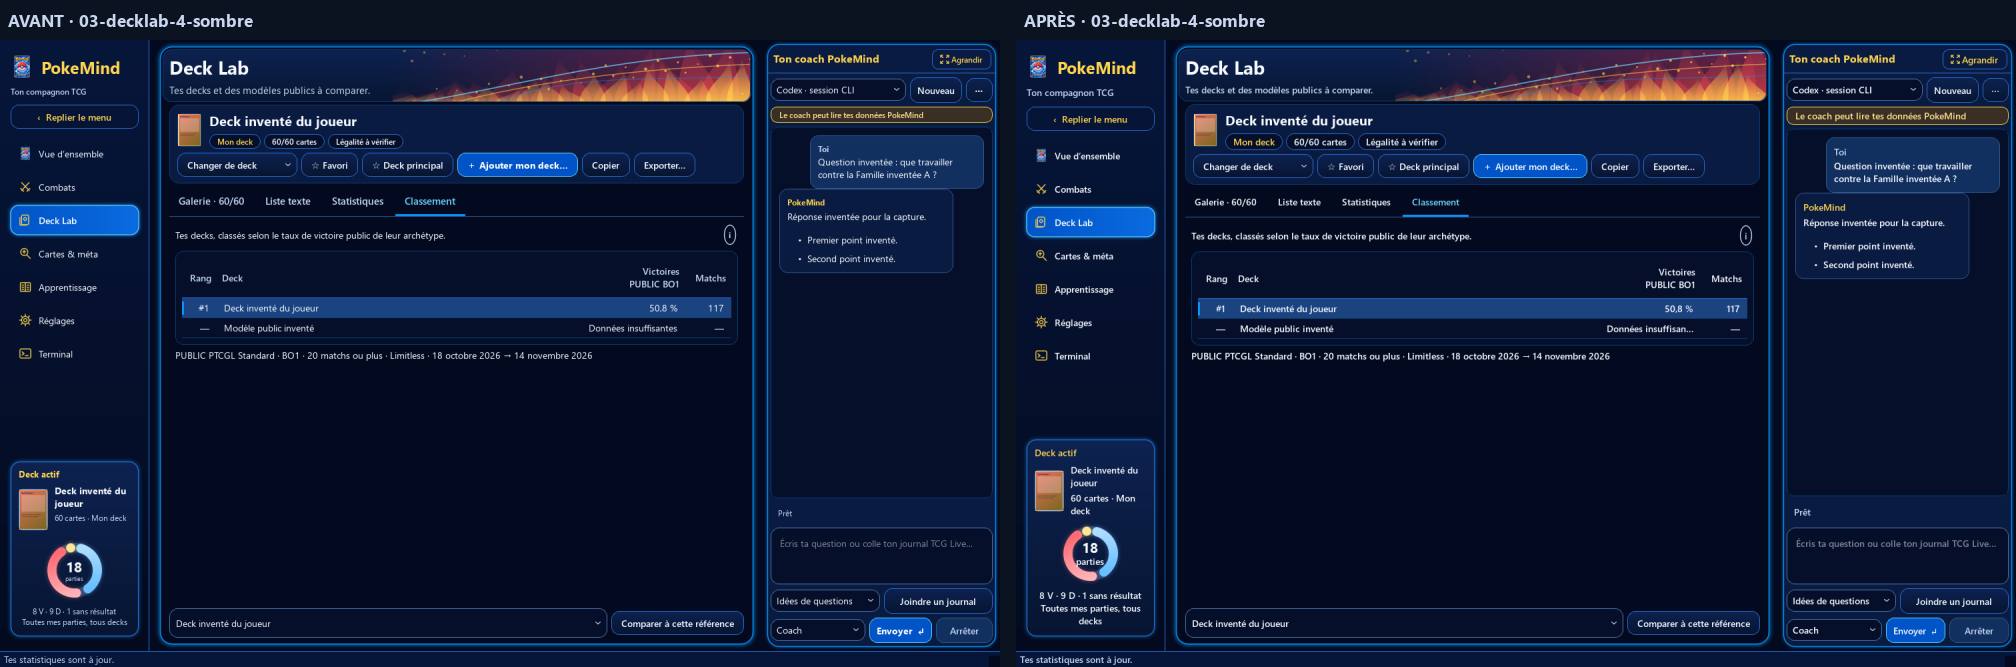 AVANT · 03-decklab-4-sombre
PokeMind
Ton compagnon TCG
‹ Replier le menu
Vue d'ensemble
Combats
Deck Lab
Cartes & méta
Apprentissage
Réglages
Terminal
Deck actif
Deck inventé du
joueur
60 cartes · Mon deck
18
parties
8 V · 9 D · 1 sans résultat
Toutes mes parties, tous decks
Deck Lab
Tes decks et des modèles publics à comparer.
Deck inventé du joueur
Mon deck 60/60 cartes Légalité à vérifier
Changer de deck ☆ Favori ☆ Deck principal + Ajouter mon deck... Copier Exporter...
Galerie · 60/60 Liste texte Statistiques Classement
Tes decks, classés selon le taux de victoire public de leur archétype. i
Rang Deck Victoires PUBLIC BO1 Matchs
#1 Deck inventé du joueur 50,8 % 117
— Modèle public inventé Données insuffisantes —
PUBLIC PTCGL Standard · BO1 · 20 matchs ou plus · Limitless · 18 octobre 2026 → 14 novembre 2026
Deck inventé du joueur Comparer à cette référence
Ton coach PokeMind Agrandir
Codex · session CLI Nouveau ...
Le coach peut lire tes données PokeMind
Toi
Question inventée : que travailler
contre la Famille inventée A ?
PokeMind
Réponse inventée pour la capture.
• Premier point inventé.
• Second point inventé.
Prêt
Écris ta question ou colle ton journal TCG Live...
Idées de questions Joindre un journal
Coach Envoyer ↲ Arrêter
Tes statistiques sont à jour.
APRÈS · 03-decklab-4-sombre
PokeMind
Ton compagnon TCG
‹ Replier le menu
Vue d'ensemble
Combats
Deck Lab
Cartes & méta
Apprentissage
Réglages
Terminal
Deck actif
Deck inventé du
joueur
60 cartes · Mon
deck
18
parties
8 V · 9 D · 1 sans résultat
Toutes mes parties, tous
decks
Deck Lab
Tes decks et des modèles publics à comparer.
Deck inventé du joueur
Mon deck 60/60 cartes Légalité à vérifier
Changer de deck ☆ Favori ☆ Deck principal + Ajouter mon deck... Copier Exporter...
Galerie · 60/60 Liste texte Statistiques Classement
Tes decks, classés selon le taux de victoire public de leur archétype. i
Rang Deck Victoires PUBLIC BO1 Matchs
#1 Deck inventé du joueur 50,8 % 117
— Modèle public inventé Données insuffisan... —
PUBLIC PTCGL Standard · BO1 · 20 matchs ou plus · Limitless · 18 octobre 2026 → 14 novembre 2026
Deck inventé du joueur Comparer à cette référence
Ton coach PokeMind Agrandir
Codex · session CLI Nouveau ...
Le coach peut lire tes données PokeMind
Toi
Question inventée : que travailler
contre la Famille inventée A ?
PokeMind
Réponse inventée pour la capture.
• Premier point inventé.
• Second point inventé.
Prêt
Écris ta question ou colle ton journal TCG Live...
Idées de questions Joindre un journal
Coach Envoyer ↲ Arrêter
Tes statistiques sont à jour.